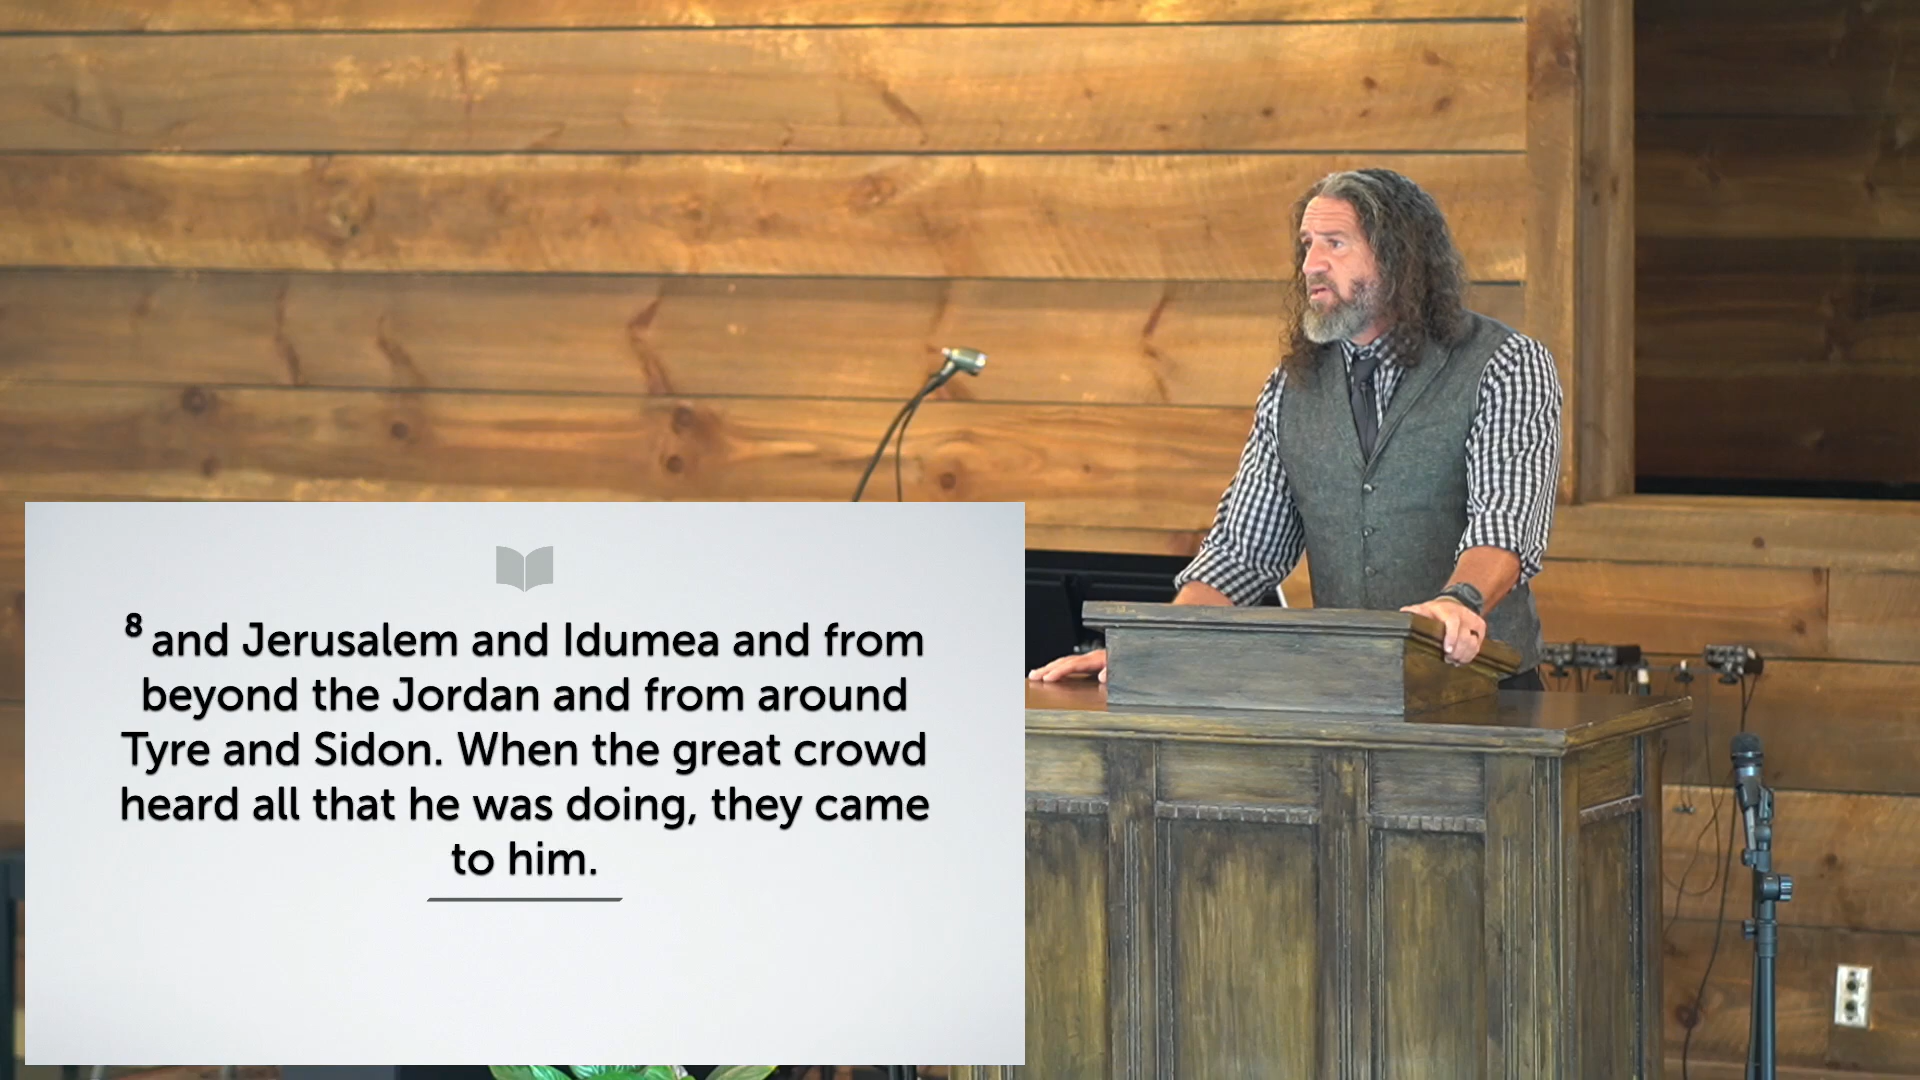 8 and Jerusalem and Idumea and from
beyond the Jordan and from around
Tyre and Sidon. When the great crowd
heard all that he was doing, they came
to him.